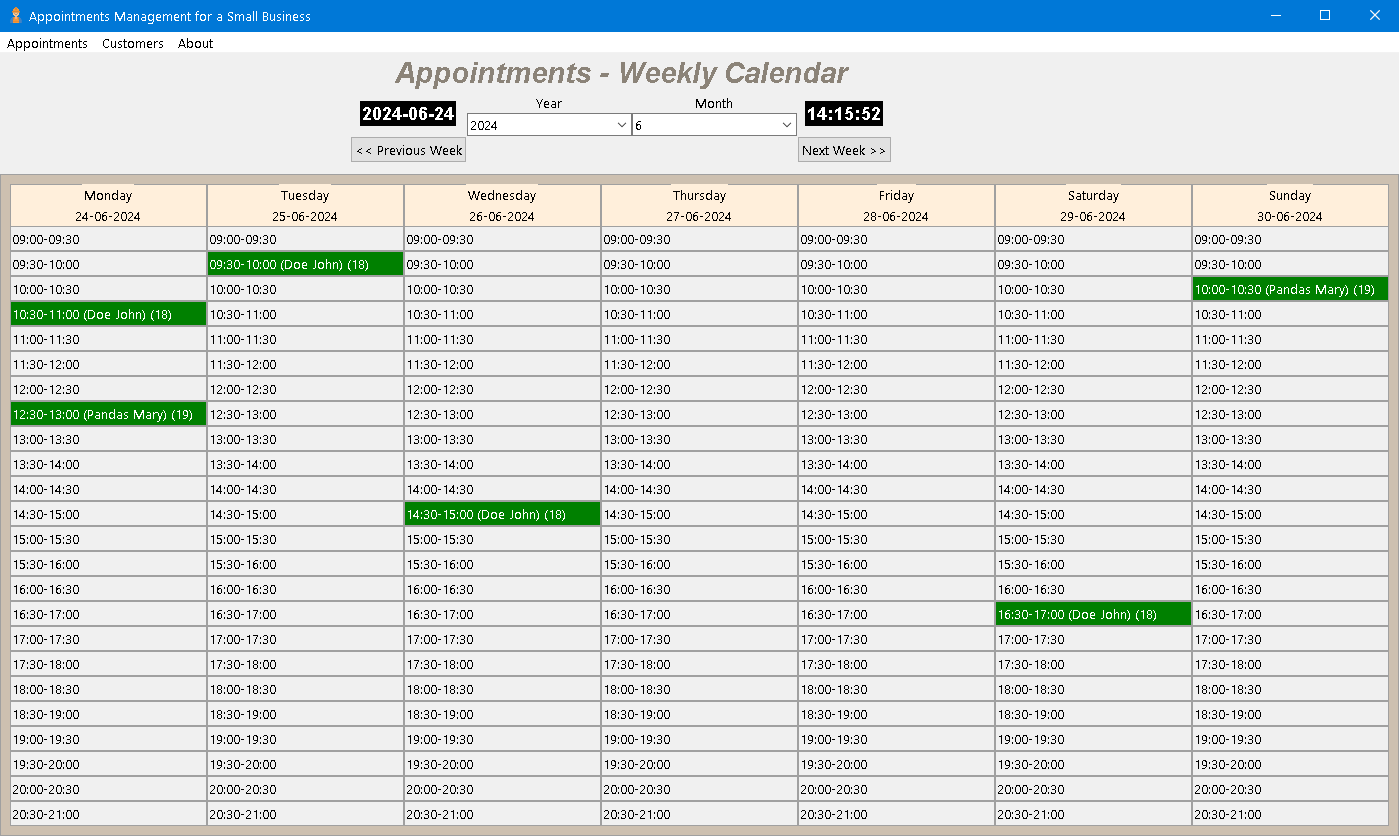 Appointments Management for a Small Business
Appointments Customers About
Appointments - Weekly Calendar
Year Month
2024-06-24 2024 6 14:15:52
<< Previous Week Next Week >>
Monday Tuesday Wednesday Thursday Friday Saturday Sunday
24-06-2024 25-06-2024 26-06-2024 27-06-2024 28-06-2024 29-06-2024 30-06-2024
09:00-09:30 09:00-09:30 09:00-09:30 09:00-09:30 09:00-09:30 09:00-09:30 09:00-09:30
09:30-10:00 09:30-10:00 (Doe John) (18) 09:30-10:00 09:30-10:00 09:30-10:00 09:30-10:00 09:30-10:00
10:00-10:30 10:00-10:30 10:00-10:30 10:00-10:30 10:00-10:30 10:00-10:30 10:00-10:30 (Pandas Mary) (19)
10:30-11:00 (Doe John) (18) 10:30-11:00 10:30-11:00 10:30-11:00 10:30-11:00 10:30-11:00 10:30-11:00
11:00-11:30 11:00-11:30 11:00-11:30 11:00-11:30 11:00-11:30 11:00-11:30 11:00-11:30
11:30-12:00 11:30-12:00 11:30-12:00 11:30-12:00 11:30-12:00 11:30-12:00 11:30-12:00
12:00-12:30 12:00-12:30 12:00-12:30 12:00-12:30 12:00-12:30 12:00-12:30 12:00-12:30
12:30-13:00 (Pandas Mary) (19) 12:30-13:00 12:30-13:00 12:30-13:00 12:30-13:00 12:30-13:00 12:30-13:00
13:00-13:30 13:00-13:30 13:00-13:30 13:00-13:30 13:00-13:30 13:00-13:30 13:00-13:30
13:30-14:00 13:30-14:00 13:30-14:00 13:30-14:00 13:30-14:00 13:30-14:00 13:30-14:00
14:00-14:30 14:00-14:30 14:00-14:30 14:00-14:30 14:00-14:30 14:00-14:30 14:00-14:30
14:30-15:00 14:30-15:00 14:30-15:00 (Doe John) (18) 14:30-15:00 14:30-15:00 14:30-15:00 14:30-15:00
15:00-15:30 15:00-15:30 15:00-15:30 15:00-15:30 15:00-15:30 15:00-15:30 15:00-15:30
15:30-16:00 15:30-16:00 15:30-16:00 15:30-16:00 15:30-16:00 15:30-16:00 15:30-16:00
16:00-16:30 16:00-16:30 16:00-16:30 16:00-16:30 16:00-16:30 16:00-16:30 16:00-16:30
16:30-17:00 16:30-17:00 16:30-17:00 16:30-17:00 16:30-17:00 16:30-17:00 (Doe John) (18) 16:30-17:00
17:00-17:30 17:00-17:30 17:00-17:30 17:00-17:30 17:00-17:30 17:00-17:30 17:00-17:30
17:30-18:00 17:30-18:00 17:30-18:00 17:30-18:00 17:30-18:00 17:30-18:00 17:30-18:00
18:00-18:30 18:00-18:30 18:00-18:30 18:00-18:30 18:00-18:30 18:00-18:30 18:00-18:30
18:30-19:00 18:30-19:00 18:30-19:00 18:30-19:00 18:30-19:00 18:30-19:00 18:30-19:00
19:00-19:30 19:00-19:30 19:00-19:30 19:00-19:30 19:00-19:30 19:00-19:30 19:00-19:30
19:30-20:00 19:30-20:00 19:30-20:00 19:30-20:00 19:30-20:00 19:30-20:00 19:30-20:00
20:00-20:30 20:00-20:30 20:00-20:30 20:00-20:30 20:00-20:30 20:00-20:30 20:00-20:30
20:30-21:00 20:30-21:00 20:30-21:00 20:30-21:00 20:30-21:00 20:30-21:00 20:30-21:00